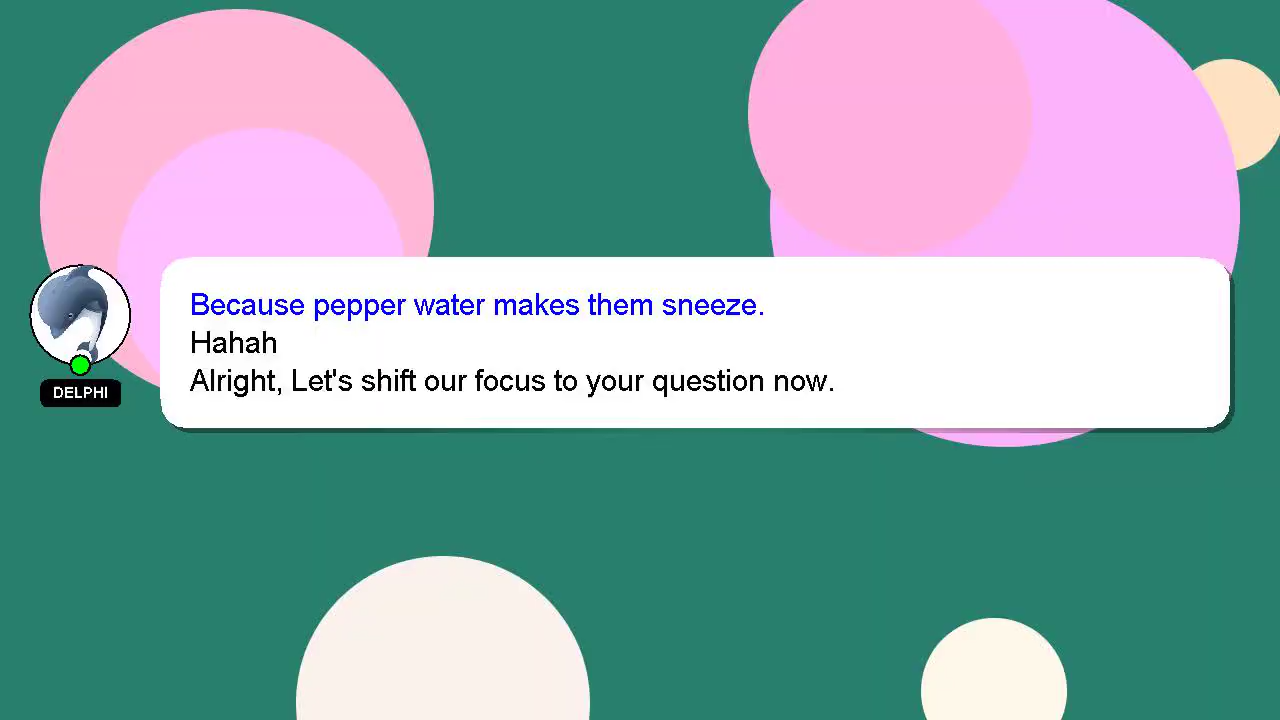 Because pepper water makes them sneeze.
Hahah
Alright, Let's shift our focus to your question now.
DELPHI